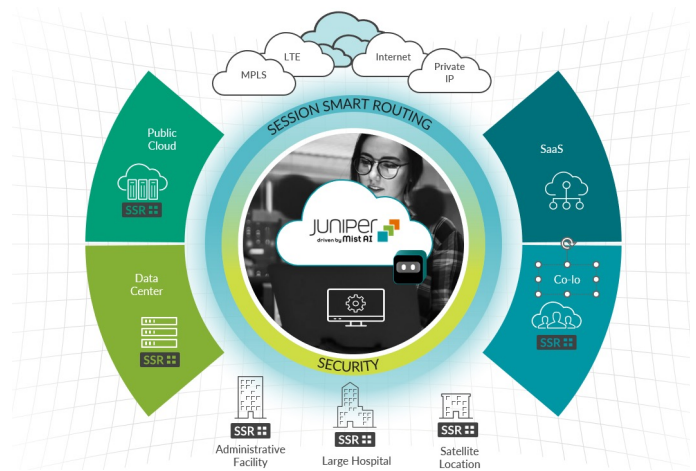 MPLS
LTE
Internet
Private
IP
SESSION SMART ROUTING
Public
Cloud
SSR
SaaS
JUNIPER
driven by Mist AI
Data
Center
SSR
Co-lo
SSR
SECURITY
SSR
Administrative
Facility
SSR
Large Hospital
SSR
Satellite
Location